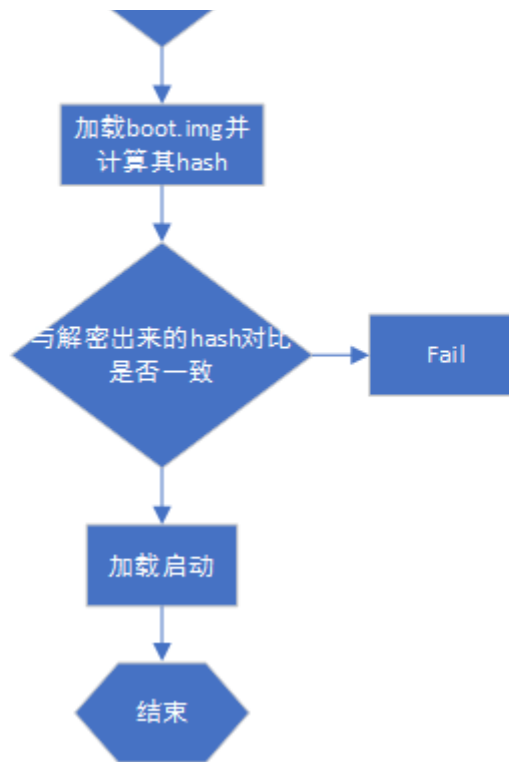 加载boot.img并
计算其hash
与解密出来的hash对比
是否一致
Fail
加载启动
结束